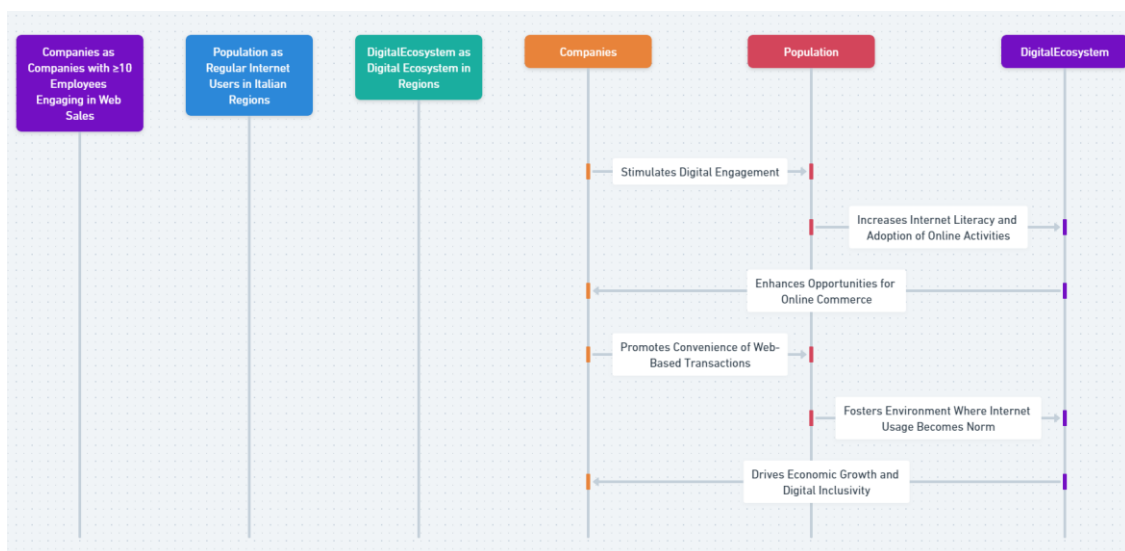 Companies as
Companies with ≥10
Employees
Engaging in Web
Sales
Population as
Regular Internet
Users in Italian
Regions
DigitalEcosystem as
Digital Ecosystem in
Regions
Companies
Population
DigitalEcosystem
Stimulates Digital Engagement
Increases Internet Literacy and
Adoption of Online Activities
Enhances Opportunities for
Online Commerce
Promotes Convenience of Web-
Based Transactions
Fosters Environment Where Internet
Usage Becomes Norm
Drives Economic Growth and
Digital Inclusivity